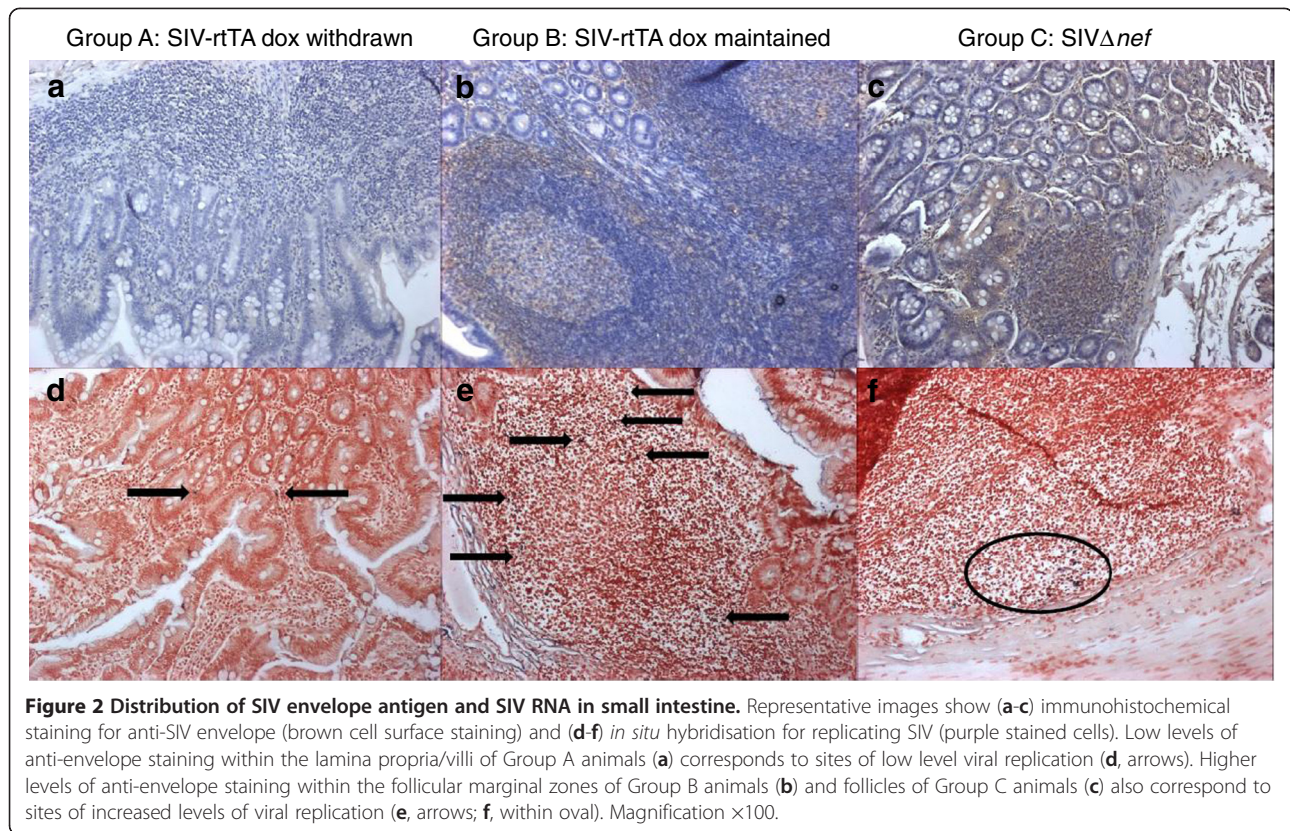 Group A: SIV-rtTA dox withdrawn Group B: SIV-rtTA dox maintained Group C: SIVΔnef
a b c
d e f
Figure 2 Distribution of SIV envelope antigen and SIV RNA in small intestine. Representative images show (a-c) immunohistochemical
staining for anti-SIV envelope (brown cell surface staining) and (d-f) in situ hybridisation for replicating SIV (purple stained cells). Low levels of
anti-envelope staining within the lamina propria/villi of Group A animals (a) corresponds to sites of low level viral replication (d, arrows). Higher
levels of anti-envelope staining within the follicular marginal zones of Group B animals (b) and follicles of Group C animals (c) also correspond to
sites of increased levels of viral replication (e, arrows; f, within oval). Magnification ×100.